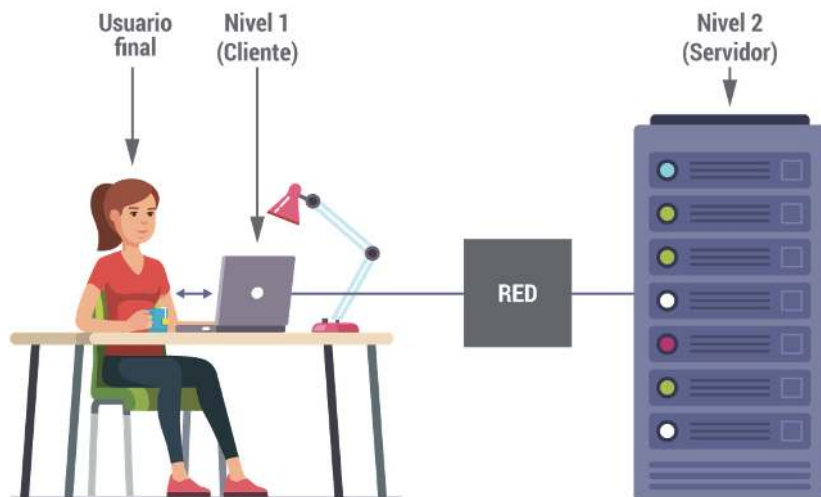 Usuario
final
Nivel 1
(Cliente)
Nivel 2
(Servidor)
RED